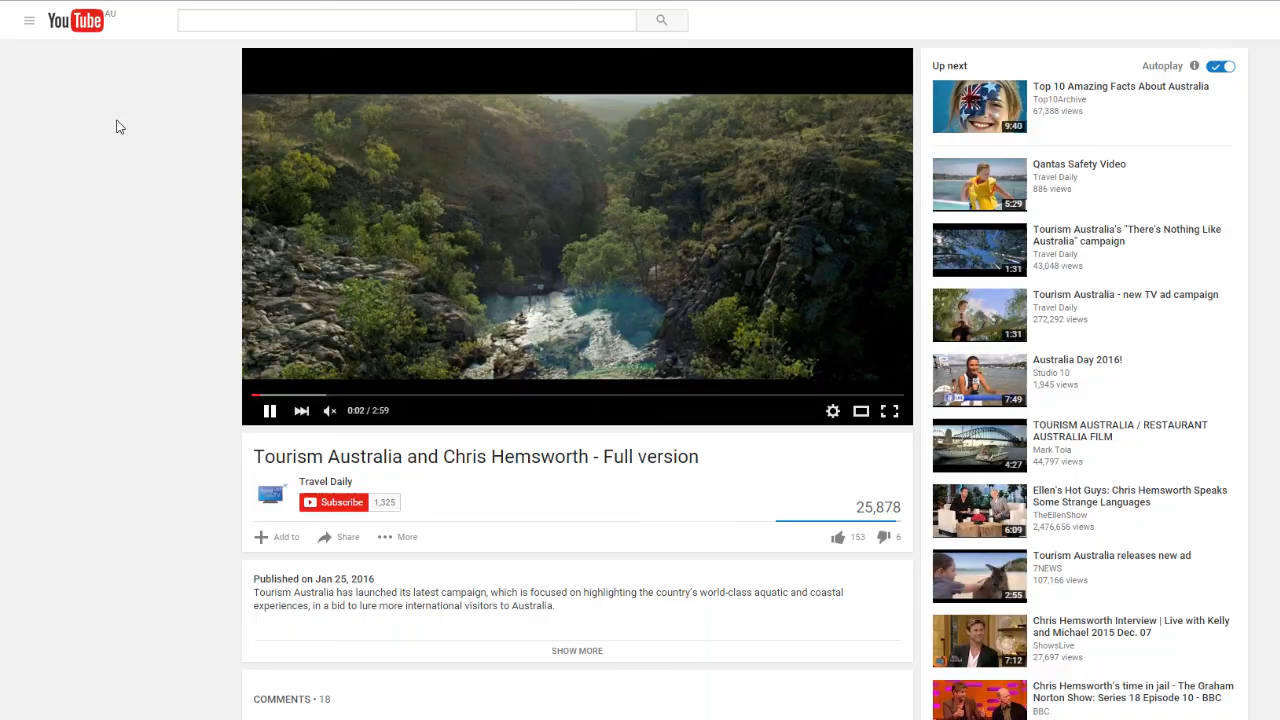 YouTube AU
Up next
Autoplay
Top 10 Amazing Facts About Australia
Top10Archive
67,388 views
9:40
Qantas Safety Video
Travel Daily
886 views
5:29
Tourism Australia's "There's Nothing Like
Australia" campaign
Travel Daily
43,048 views
1:31
Tourism Australia - new TV ad campaign
Travel Daily
272,292 views
1:31
Australia Day 2016!
Studio 10
1,945 views
7:49
TOURISM AUSTRALIA / RESTAURANT
AUSTRALIA FILM
Mark Toia
44,797 views
4:27
Ellen's Hot Guys: Chris Hemsworth Speaks
Some Strange Languages
TheEllenShow
2,476,656 views
6:09
Tourism Australia releases new ad
7NEWS
107,166 views
2:55
Chris Hemsworth Interview | Live with Kelly
and Michael 2015 Dec. 07
ShowsLive
27,697 views
7:12
Chris Hemsworth's time in jail - The Graham
Norton Show: Series 18 Episode 10 - BBC
BBC
0:02 / 2:59
Tourism Australia and Chris Hemsworth - Full version
Travel Daily
Subscribe 1,325
25,878
Add to Share More
153 6
Published on Jan 25, 2016
Tourism Australia has launched its latest campaign, which is focused on highlighting the country's world-class aquatic and coastal
experiences, in a bid to lure more international visitors to Australia.
SHOW MORE
COMMENTS • 18